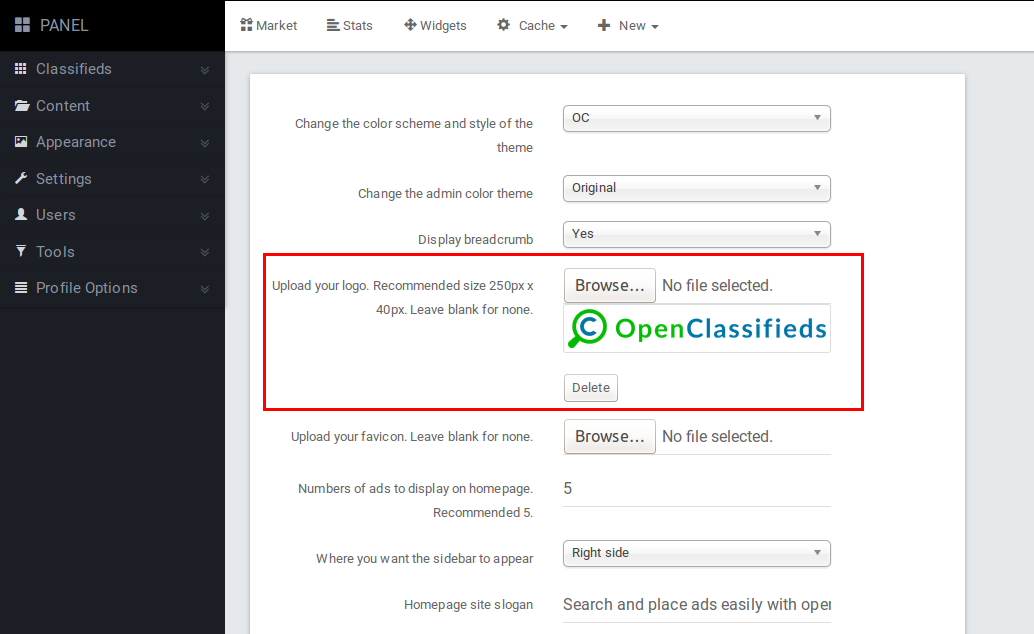 PANEL
Market
Stats
Widgets
Cache
New
Classifieds
Content
Appearance
Settings
Users
Tools
Profile Options
Change the color scheme and style of the
theme
OC
Change the admin color theme
Original
Display breadcrumb
Yes
Upload your logo. Recommended size 250px x
40px. Leave blank for none.
Browse... No file selected.
OpenClassifieds
Delete
Upload your favicon. Leave blank for none.
Browse... No file selected.
Numbers of ads to display on homepage.
Recommended 5.
5
Where you want the sidebar to appear
Right side
Homepage site slogan
Search and place ads easily with oper